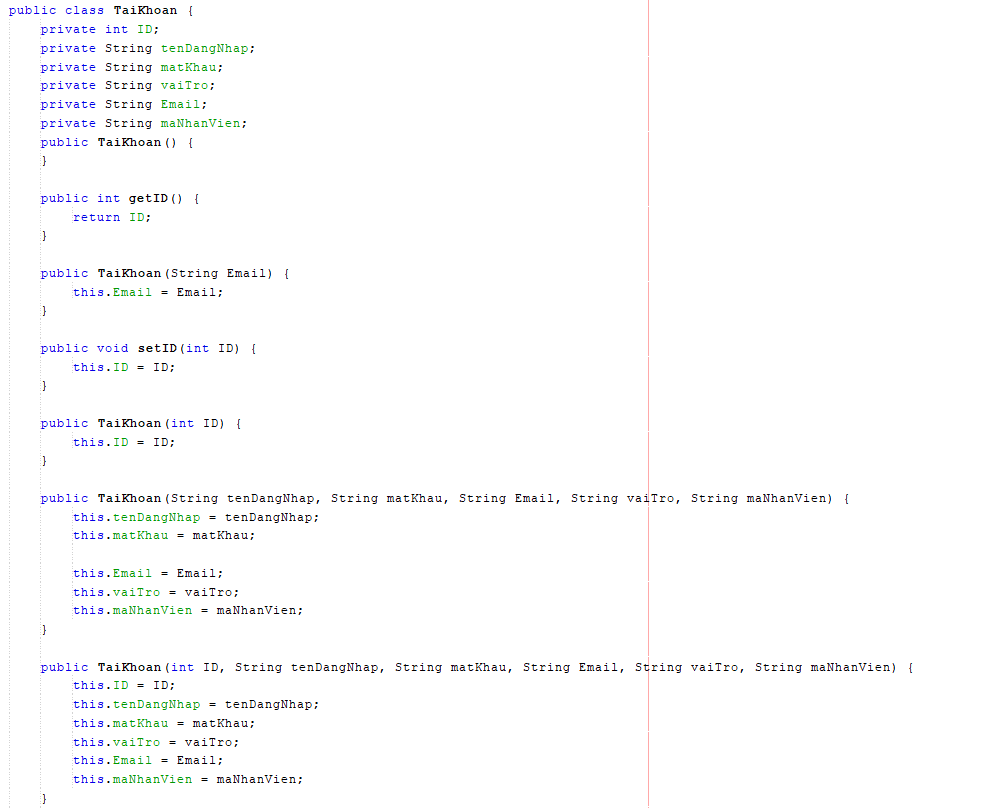 public class TaiKhoan {
    private int ID;
    private String tenDangNhap;
    private String matKhau;
    private String vaiTro;
    private String Email;
    private String maNhanVien;
    public TaiKhoan() {
    }

    public int getID() {
        return ID;
    }

    public TaiKhoan(String Email) {
        this.Email = Email;
    }

    public void setID(int ID) {
        this.ID = ID;
    }

    public TaiKhoan(int ID) {
        this.ID = ID;
    }

    public TaiKhoan(String tenDangNhap, String matKhau, String Email, String vaiTro, String maNhanVien) {
        this.tenDangNhap = tenDangNhap;
        this.matKhau = matKhau;

        this.Email = Email;
        this.vaiTro = vaiTro;
        this.maNhanVien = maNhanVien;
    }

    public TaiKhoan(int ID, String tenDangNhap, String matKhau, String Email, String vaiTro, String maNhanVien) {
        this.ID = ID;
        this.tenDangNhap = tenDangNhap;
        this.matKhau = matKhau;
        this.vaiTro = vaiTro;
        this.Email = Email;
        this.maNhanVien = maNhanVien;
    }